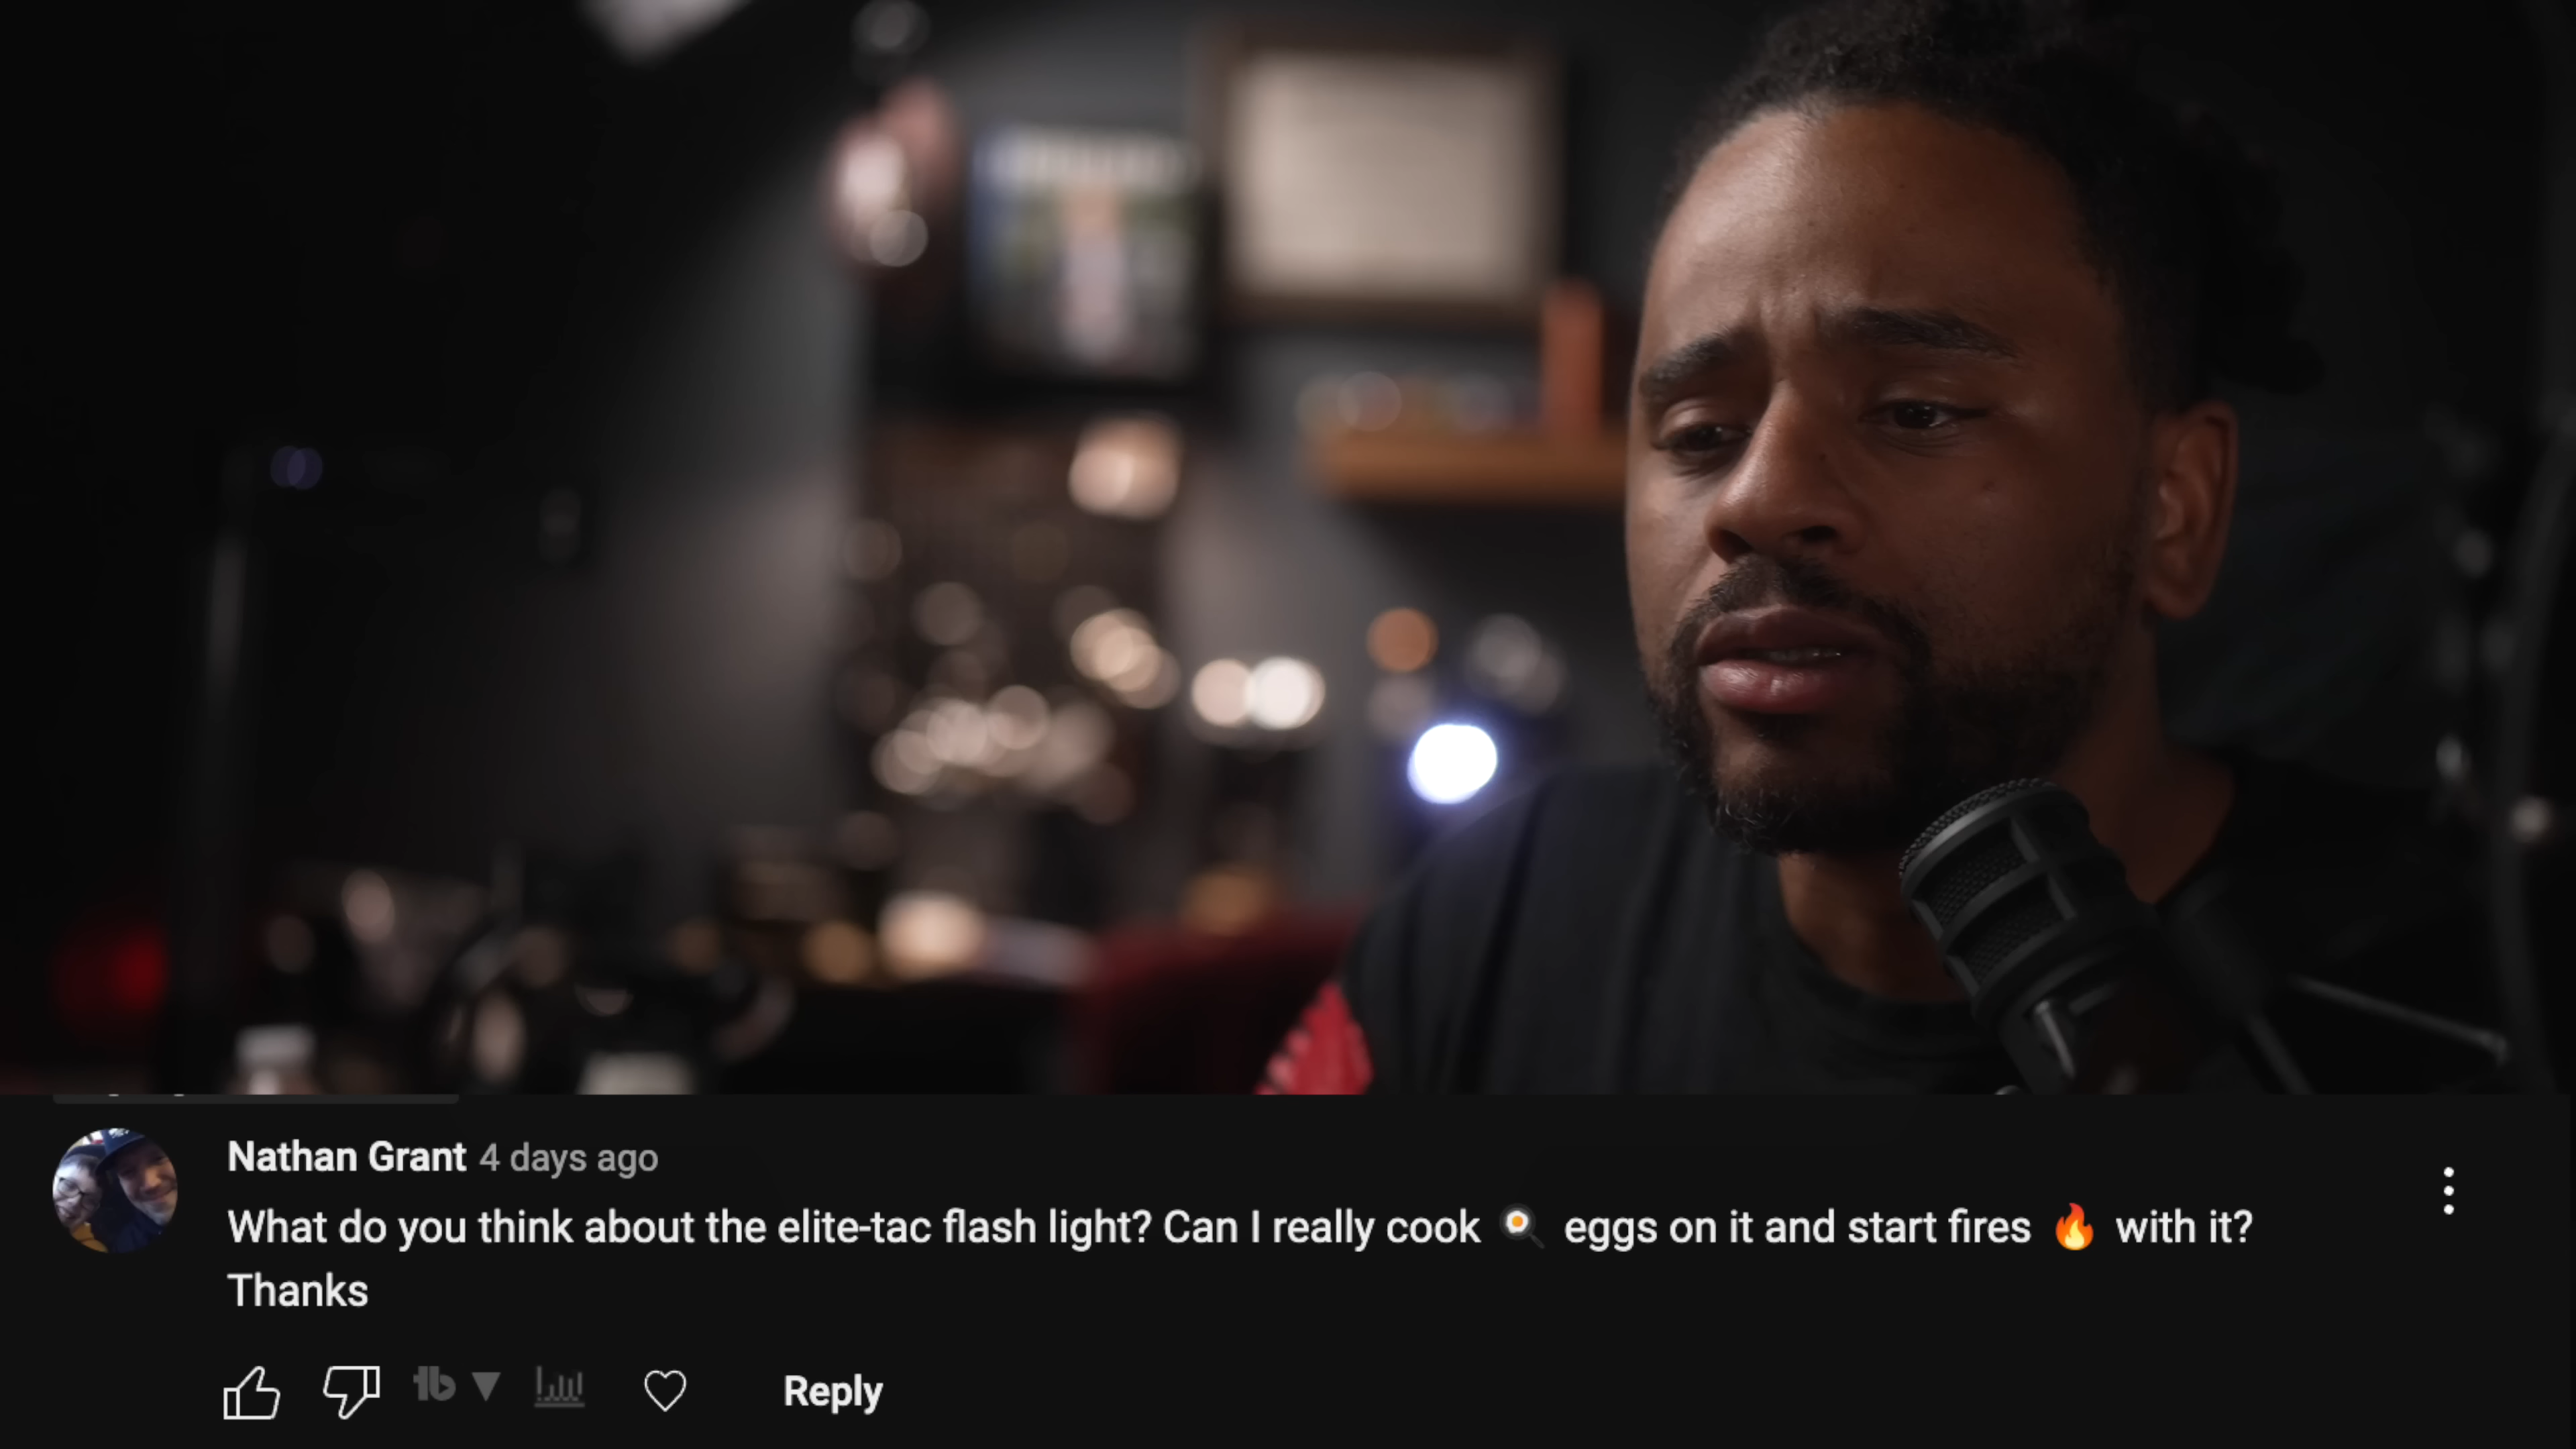 Nathan Grant 4 days ago
What do you think about the elite-tac flash light? Can I really cook 🍳 eggs on it and start fires 🔥 with it?
Thanks
Reply